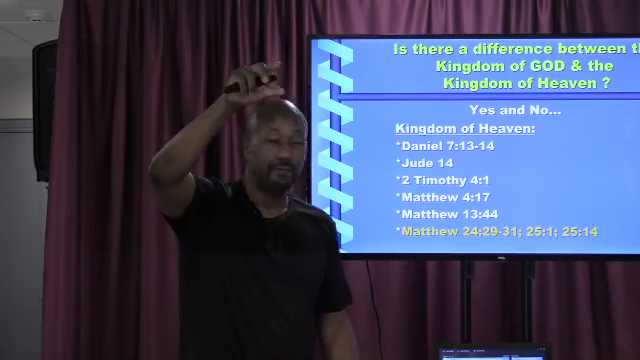 Is there a difference between th
Kingdom of GOD & the
Kingdom of Heaven ?
Yes and No...
Kingdom of Heaven:
*Daniel 7:13-14
*Jude 14
*2 Timothy 4:1
*Matthew 4:17
*Matthew 13:44
*Matthew 24:29-31; 25:1; 25:14